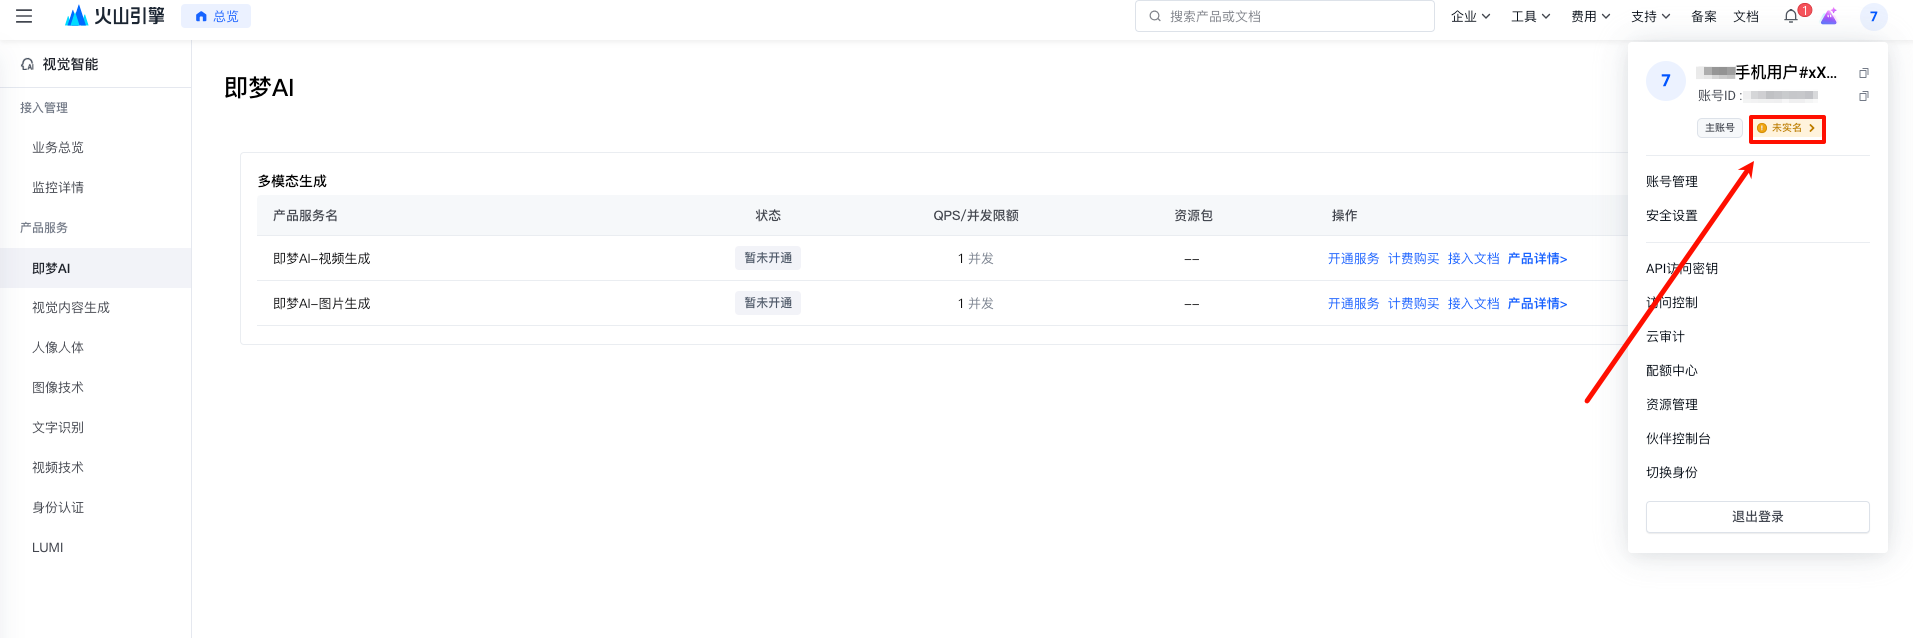 火山引擎 总览 搜索产品或文档 企业 工具 费用 支持 备案 文档 1 7
视觉智能
接入管理
业务总览
监控详情
产品服务
即梦AI
视觉内容生成
人像人体
图像技术
文字识别
视频技术
身份认证
LUMI
即梦AI
多模态生成
产品服务名 状态 QPS/并发限额 资源包 操作
即梦AI-视频生成 暂未开通 1 并发 -- 开通服务 计费购买 接入文档 产品详情>
即梦AI-图片生成 暂未开通 1 并发 -- 开通服务 计费购买 接入文档 产品详情>
7 手机用户#xX...
账号ID :
主账号 未实名 >
账号管理
安全设置
API访问密钥
访问控制
云审计
配额中心
资源管理
伙伴控制台
切换身份
退出登录